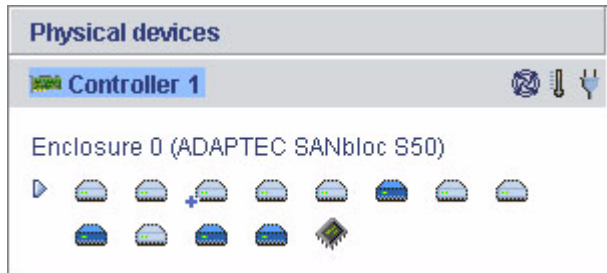 Physical devices
Controller 1
Enclosure 0 (ADAPTEC SANbloc S50)